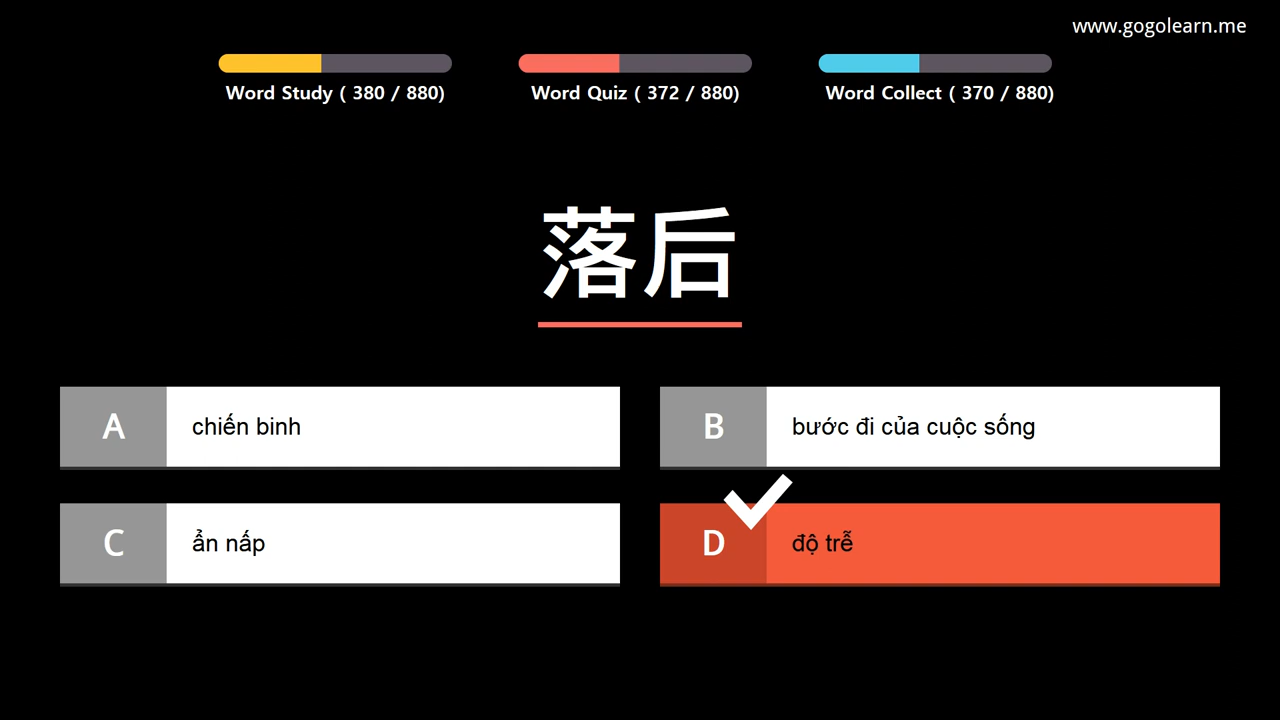 www.gogolearn.me
Word Study ( 380 / 880)
Word Quiz ( 372 / 880)
Word Collect ( 370 / 880)
落后
A chiến binh
B bước đi của cuộc sống
C ẩn nấp
D độ trễ